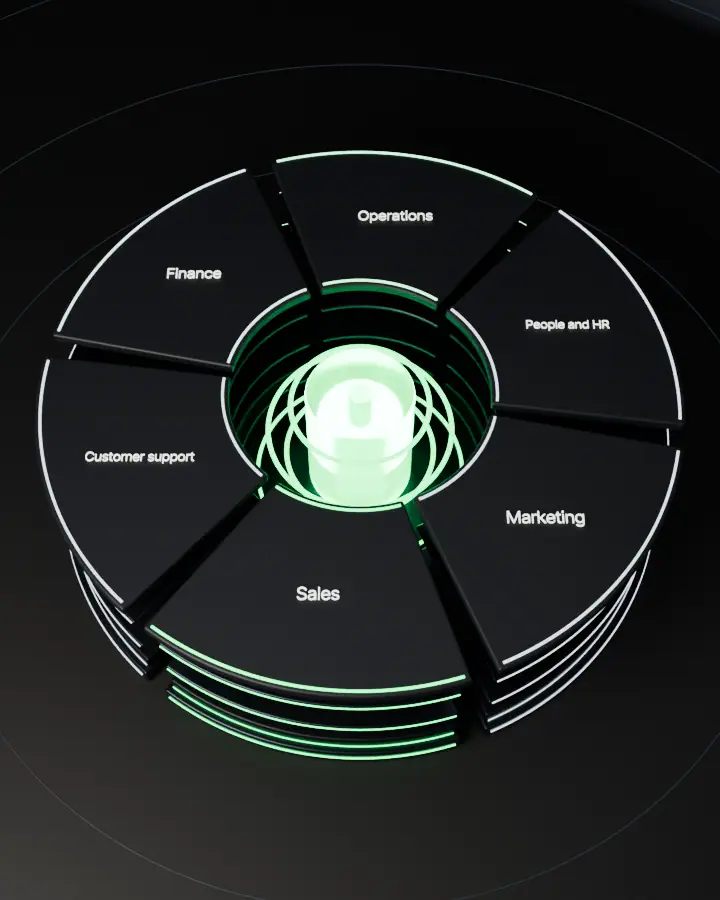 Operations
Finance
People and HR
Customer support
Marketing
Sales